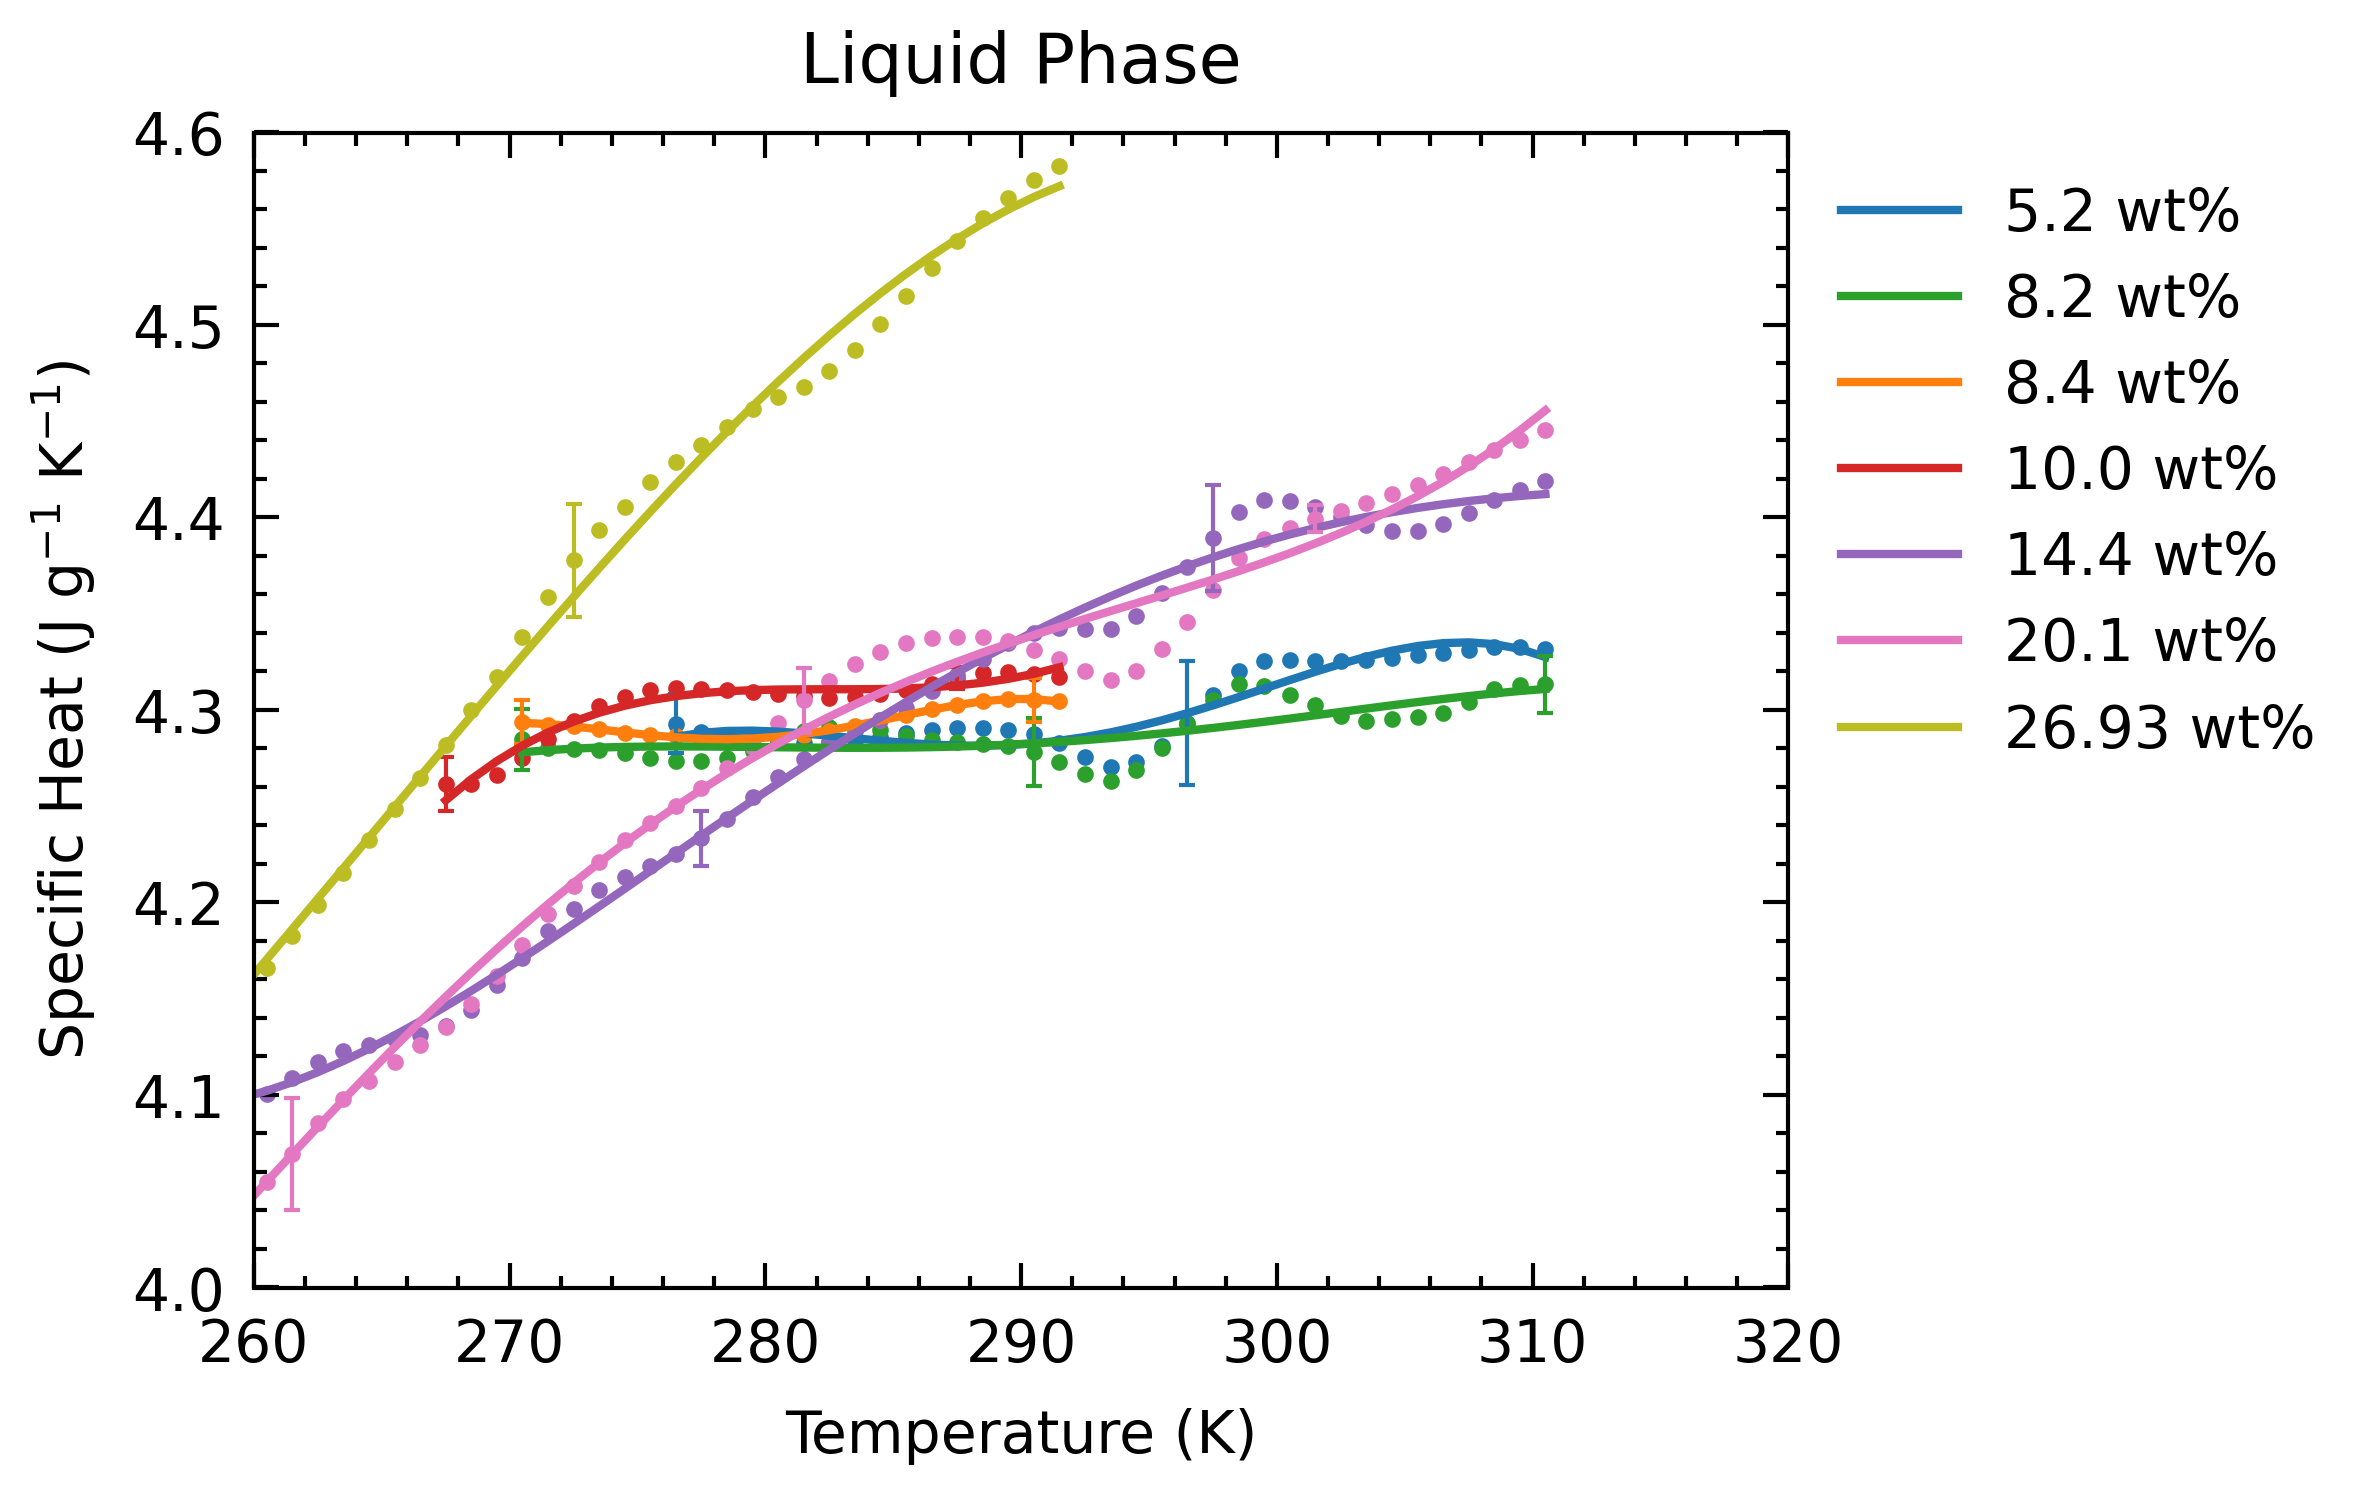 Liquid Phase
4.6
4.5
4.4
4.3
4.2
4.1
4.0
Specific Heat (J g⁻¹ K⁻¹)
260 270 280 290 300 310 320
Temperature (K)
5.2 wt%
8.2 wt%
8.4 wt%
10.0 wt%
14.4 wt%
20.1 wt%
26.93 wt%